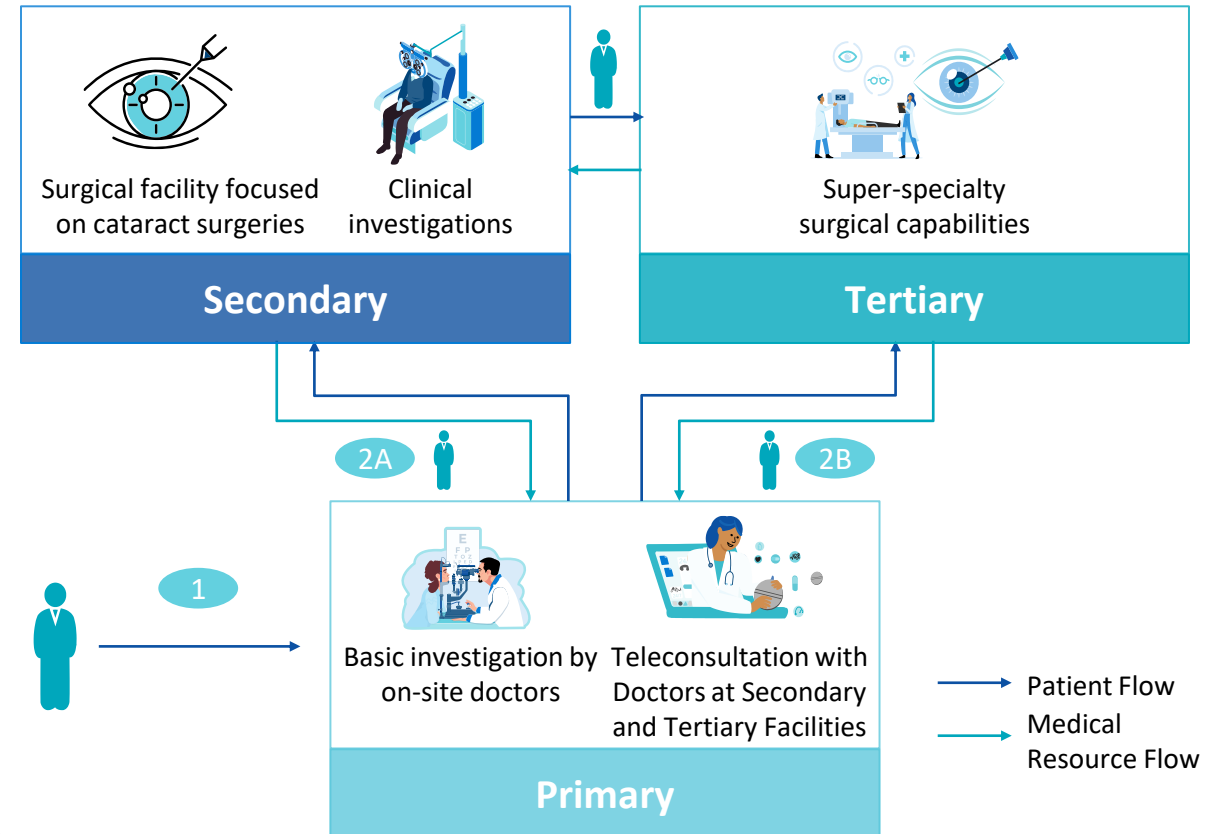 Surgical facility focused
on cataract surgeries
Clinical
investigations
Secondary
Super-specialty
surgical capabilities
Tertiary
2A
2B
1
E
F P
T O Z
Basic investigation by
on-site doctors
Teleconsultation with
Doctors at Secondary
and Tertiary Facilities
Primary
Patient Flow
Medical
Resource Flow